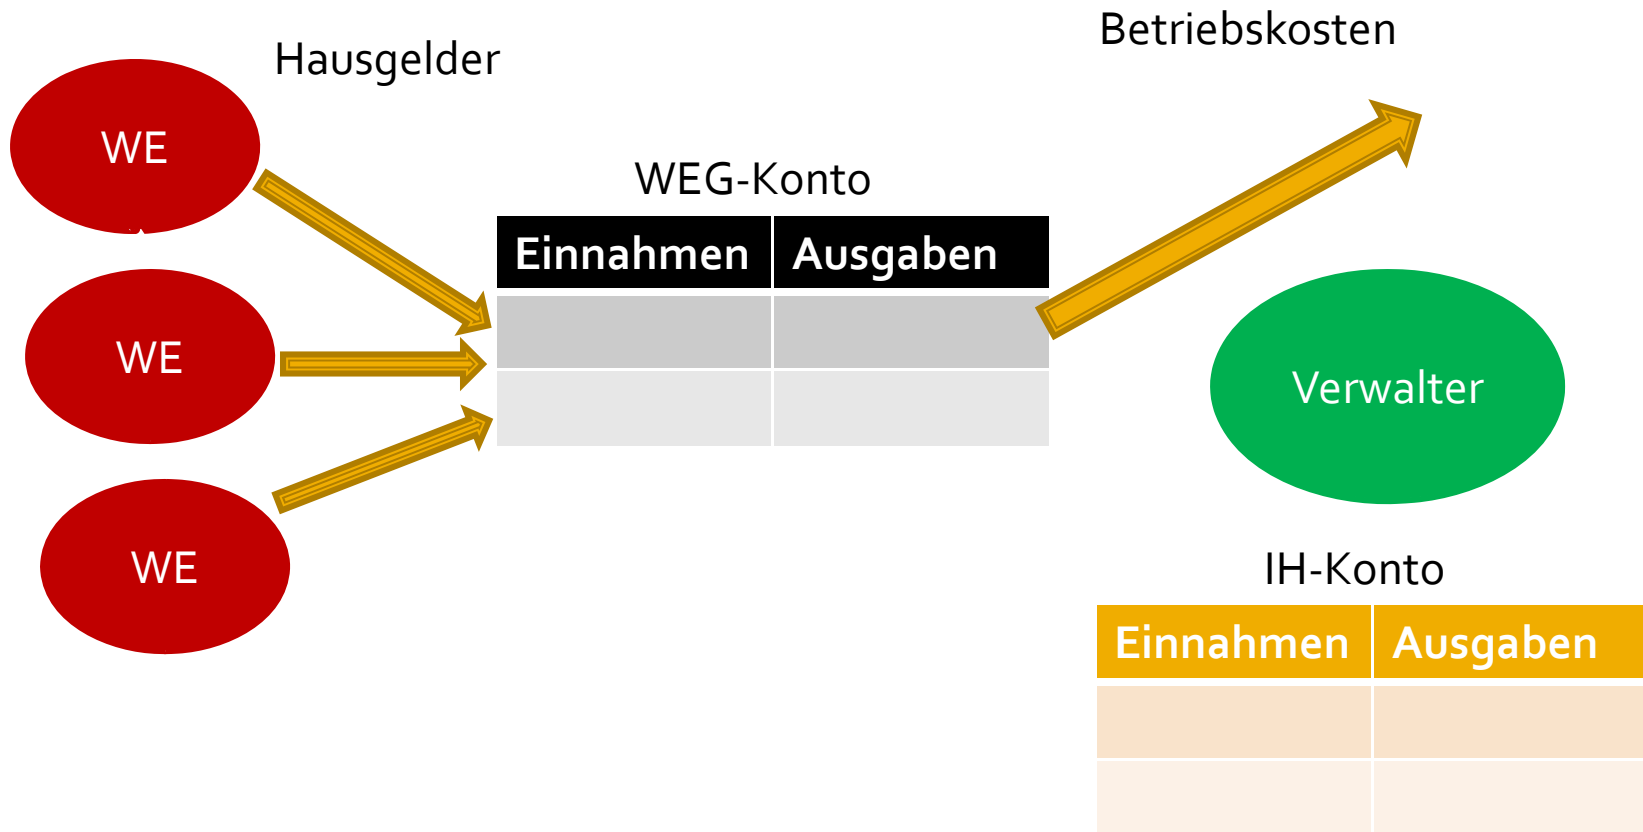 Betriebskosten
Hausgelder
WE
WEG-Konto
Einnahmen Ausgaben
WE
Verwalter
WE
IH-Konto
Einnahmen Ausgaben